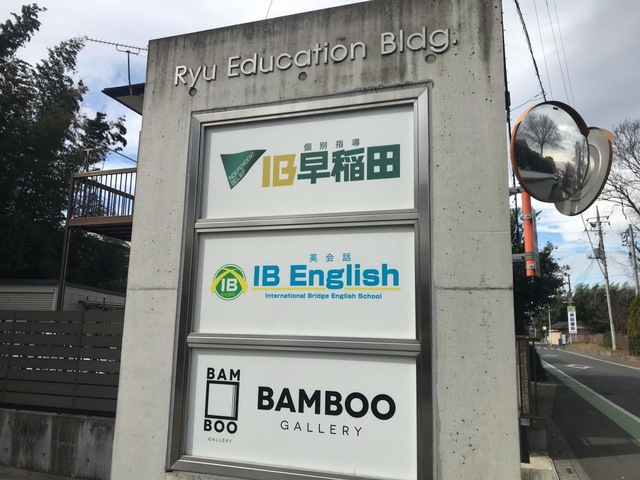 Ryu Education Bldg.
個別指導
INDEPENDENT
IB早稲田
英会話
IB
IB English
International Bridge English School
BAM
BOO
GALLERY
BAMBOO
GALLERY